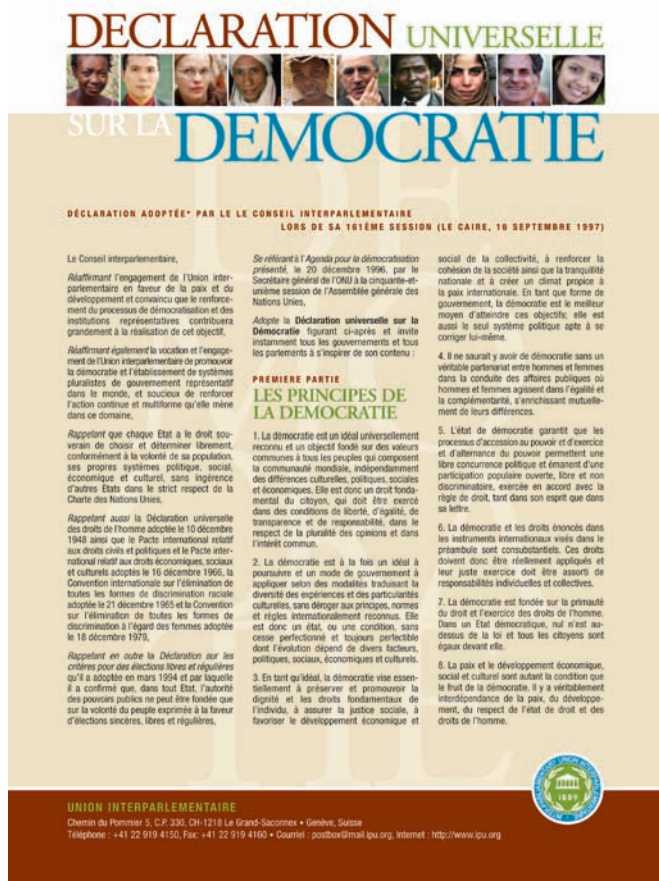 DECLARATION UNIVERSELLE
SUR LA DEMOCRATIE
DÉCLARATION ADOPTÉE* PAR LE LE CONSEIL INTERPARLEMENTAIRE
LORS DE SA 161ÈME SESSION (LE CAIRE, 16 SEPTEMBRE 1997)
Le Conseil interparlementaire,
Réaffirmant l'engagement de l'Union inter-
parlementaire en faveur de la paix et du
développement et convaincu que le renforce-
ment du processus de démocratisation et des
institutions représentatives contribuera
grandement à la réalisation de cet objectif,
Réaffirmant également la vocation et l'engage-
ment de l'Union interparlementaire de promouvoir
la démocratie et l'établissement de systèmes
pluralistes de gouvernement représentatif
dans le monde, et soucieux de renforcer
l'action continue et multiforme qu'elle mène
dans ce domaine,
Rappelant que chaque Etat a le droit sou-
verain de choisir et déterminer librement,
conformément à la volonté de sa population,
ses propres systèmes politique, social,
économique et culturel, sans ingérence
d'autres Etats dans le strict respect de la
Charte des Nations Unies,
Rappelant aussi la Déclaration universelle
des droits de l'homme adoptée le 10 décembre
1948 ainsi que le Pacte international relatif
aux droits civils et politiques et le Pacte inter-
national relatif aux droits économiques, sociaux
et culturels adoptés le 16 décembre 1966, la
Convention internationale sur l'élimination de
toutes les formes de discrimination raciale
adoptée le 21 décembre 1965 et la Convention
sur l'élimination de toutes les formes de
discrimination à l'égard des femmes adoptée
le 18 décembre 1979,
Rappelant en outre la Déclaration sur les
critères pour des élections libres et régulières
qu'il a adoptée en mars 1994 et par laquelle
il a confirmé que, dans tout Etat, l'autorité
des pouvoirs publics ne peut être fondée que
sur la volonté du peuple exprimée à la faveur
d'élections sincères, libres et régulières,
Se référant à l'Agenda pour la démocratisation
présenté, le 20 décembre 1996, par le
Secrétaire général de l'ONU à la cinquante-et-
unième session de l'Assemblée générale des
Nations Unies,
Adopte la Déclaration universelle sur la
Démocratie figurant ci-après et invite
instamment tous les gouvernements et tous
les parlements à s'inspirer de son contenu :
PREMIERE PARTIE
LES PRINCIPES DE
LA DEMOCRATIE
1. La démocratie est un idéal universellement
reconnu et un objectif fondé sur des valeurs
communes à tous les peuples qui composent
la communauté mondiale, indépendamment
des différences culturelles, politiques, sociales
et économiques. Elle est donc un droit fonda-
mental du citoyen, qui doit être exercé
dans des conditions de liberté, d'égalité, de
transparence et de responsabilité, dans le
respect de la pluralité des opinions et dans
l'intérêt commun.
2. La démocratie est à la fois un idéal à
poursuivre et un mode de gouvernement à
appliquer selon des modalités traduisant la
diversité des expériences et des particularités
culturelles, sans déroger aux principes, normes
et règles internationalement reconnus. Elle
est donc un état, ou une condition, sans
cesse perfectionné et toujours perfectible
dont l'évolution dépend de divers facteurs,
politiques, sociaux, économiques et culturels.
3. En tant qu'idéal, la démocratie vise essen-
tiellement à préserver et promouvoir la
dignité et les droits fondamentaux de
l'individu, à assurer la justice sociale, à
favoriser le développement économique et
social de la collectivité, à renforcer la
cohésion de la société ainsi que la tranquillité
nationale et à créer un climat propice à
la paix internationale. En tant que forme de
gouvernement, la démocratie est le meilleur
moyen d'atteindre ces objectifs; elle est
aussi le seul système politique apte à se
corriger lui-même.
4. Il ne saurait y avoir de démocratie sans un
véritable partenariat entre hommes et femmes
dans la conduite des affaires publiques où
hommes et femmes agissent dans l'égalité et
la complémentarité, s'enrichissant mutuelle-
ment de leurs différences.
5. L'état de démocratie garantit que les
processus d'accession au pouvoir et d'exercice
et d'alternance du pouvoir permettent une
libre concurrence politique et émanent d'une
participation populaire ouverte, libre et non
discriminatoire, exercée en accord avec la
règle de droit, tant dans son esprit que dans
sa lettre.
6. La démocratie et les droits énoncés dans
les instruments internationaux visés dans le
préambule sont consubstantiels. Ces droits
doivent donc être réellement appliqués et
leur juste exercice doit être assorti de
responsabilités individuelles et collectives.
7. La démocratie est fondée sur la primauté
du droit et l'exercice des droits de l'homme.
Dans un Etat démocratique, nul n'est au-
dessus de la loi et tous les citoyens sont
égaux devant elle.
8. La paix et le développement économique,
social et culturel sont autant la condition que
le fruit de la démocratie. Il y a véritablement
interdépendance de la paix, du développe-
ment, du respect de l'état de droit et des
droits de l'homme.
UNION INTERPARLEMENTAIRE
Chemin du Pommier 5, C.P. 330, CH-1218 Le Grand-Saconnex • Genève, Suisse
Téléphone : +41 22 919 4150, Fax: +41 22 919 4160 • Courriel : postbox@mail.ipu.org, Internet : http://www.ipu.org
1889